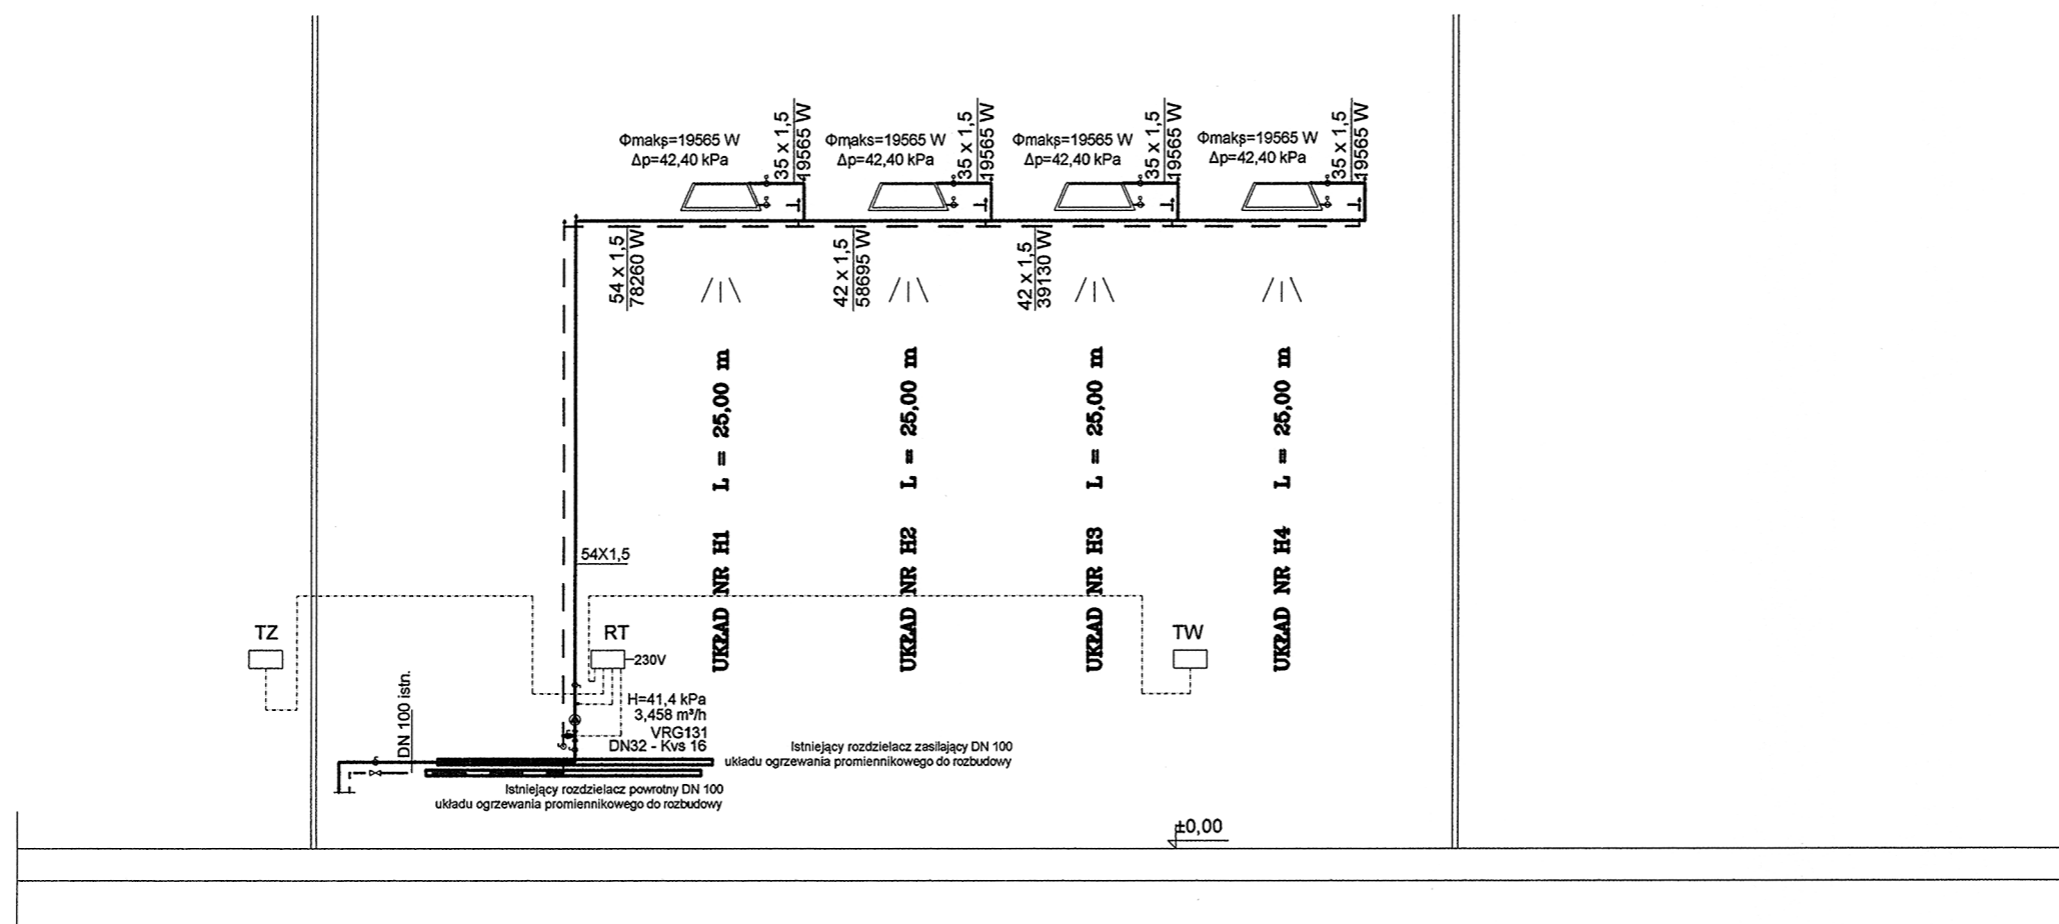 Φmaks=19565 W
Δp=42,40 kPa
35 x 1,5
19565 W
Φmaks=19565 W
Δp=42,40 kPa
35 x 1,5
19565 W
Φmaks=19565 W
Δp=42,40 kPa
35 x 1,5
19565 W
Φmaks=19565 W
Δp=42,40 kPa
35 x 1,5
19565 W
54 x 1,5
78260 W
42 x 1,5
58695 W
42 x 1,5
39130 W
UKŁAD NR H1 L = 25,00 m
UKŁAD NR H2 L = 25,00 m
UKŁAD NR H3 L = 25,00 m
UKŁAD NR H4 L = 25,00 m
54X1,5
TZ
RT
230V
TW
H=41,4 kPa
3,458 m³/h
VRG131
DN32 - Kvs 16
DN 100 istn.
Istniejący rozdzielacz zasilający DN 100
układu ogrzewania promiennikowego do rozbudowy
Istniejący rozdzielacz powrotny DN 100
układu ogrzewania promiennikowego do rozbudowy
±0,00